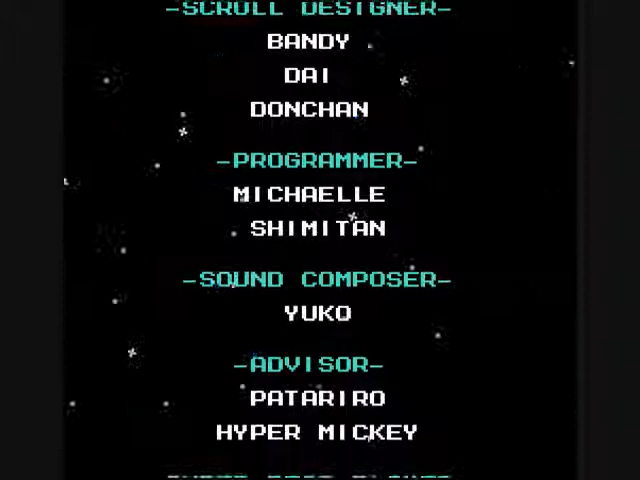 -SCROLL DESIGNER-
BANDY
DAI
DONCHAN
-PROGRAMMER-
MICHAELLE
SHIMITAN
-SOUND COMPOSER-
YUKO
-ADVISOR-
PATARIRO
HYPER MICKEY